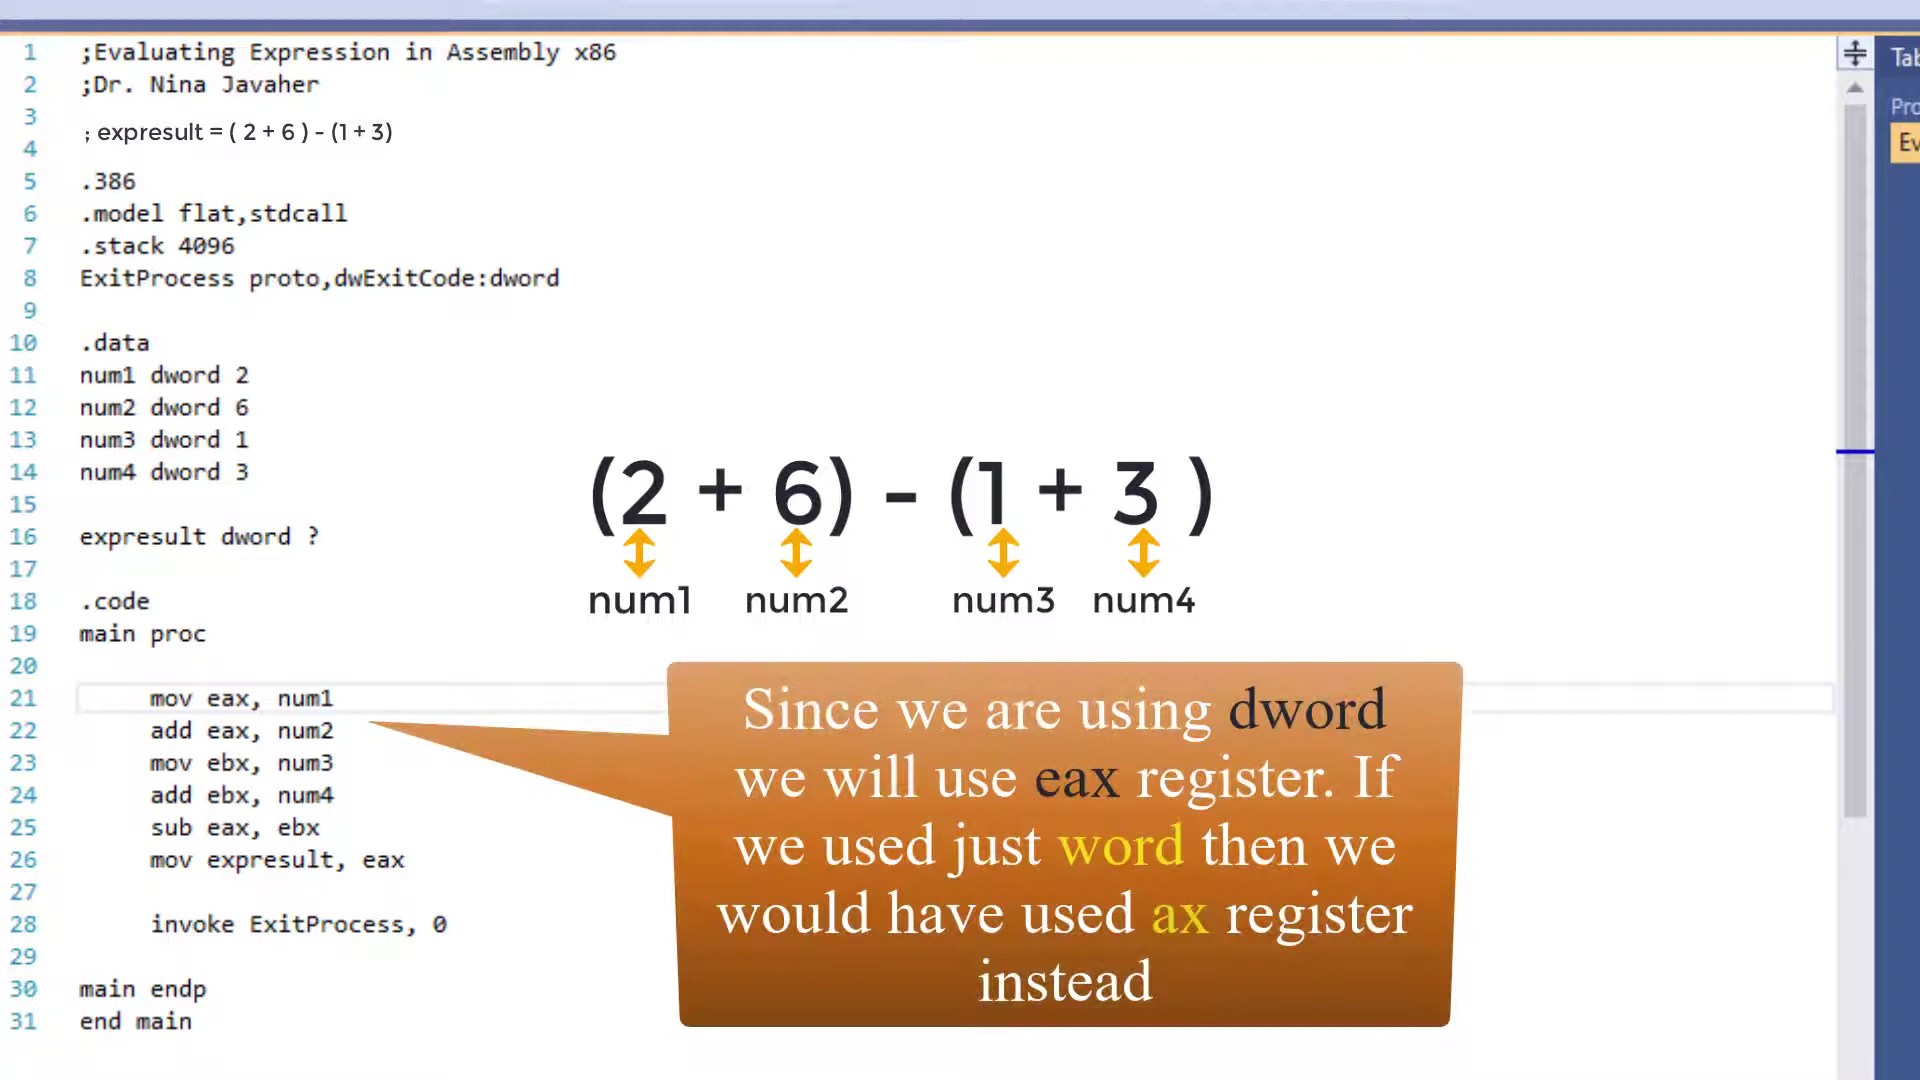 1 ;Evaluating Expression in Assembly x86
2 ;Dr. Nina Javaher
3
; expresult = ( 2 + 6 ) - (1 + 3)
4
5 .386
6 .model flat,stdcall
7 .stack 4096
8 ExitProcess proto,dwExitCode:dword
9
10 .data
11 num1 dword 2
12 num2 dword 6
13 num3 dword 1
14 num4 dword 3
15
16 expresult dword ?
17
18 .code
19 main proc
20
21 mov eax, num1
22 add eax, num2
23 mov ebx, num3
24 add ebx, num4
25 sub eax, ebx
26 mov expresult, eax
27
28 invoke ExitProcess, 0
29
30 main endp
31 end main
(2 + 6) - (1 + 3 )
num1 num2 num3 num4
Since we are using dword
we will use eax register. If
we used just word then we
would have used ax register
instead
Tab
Pro
Ev